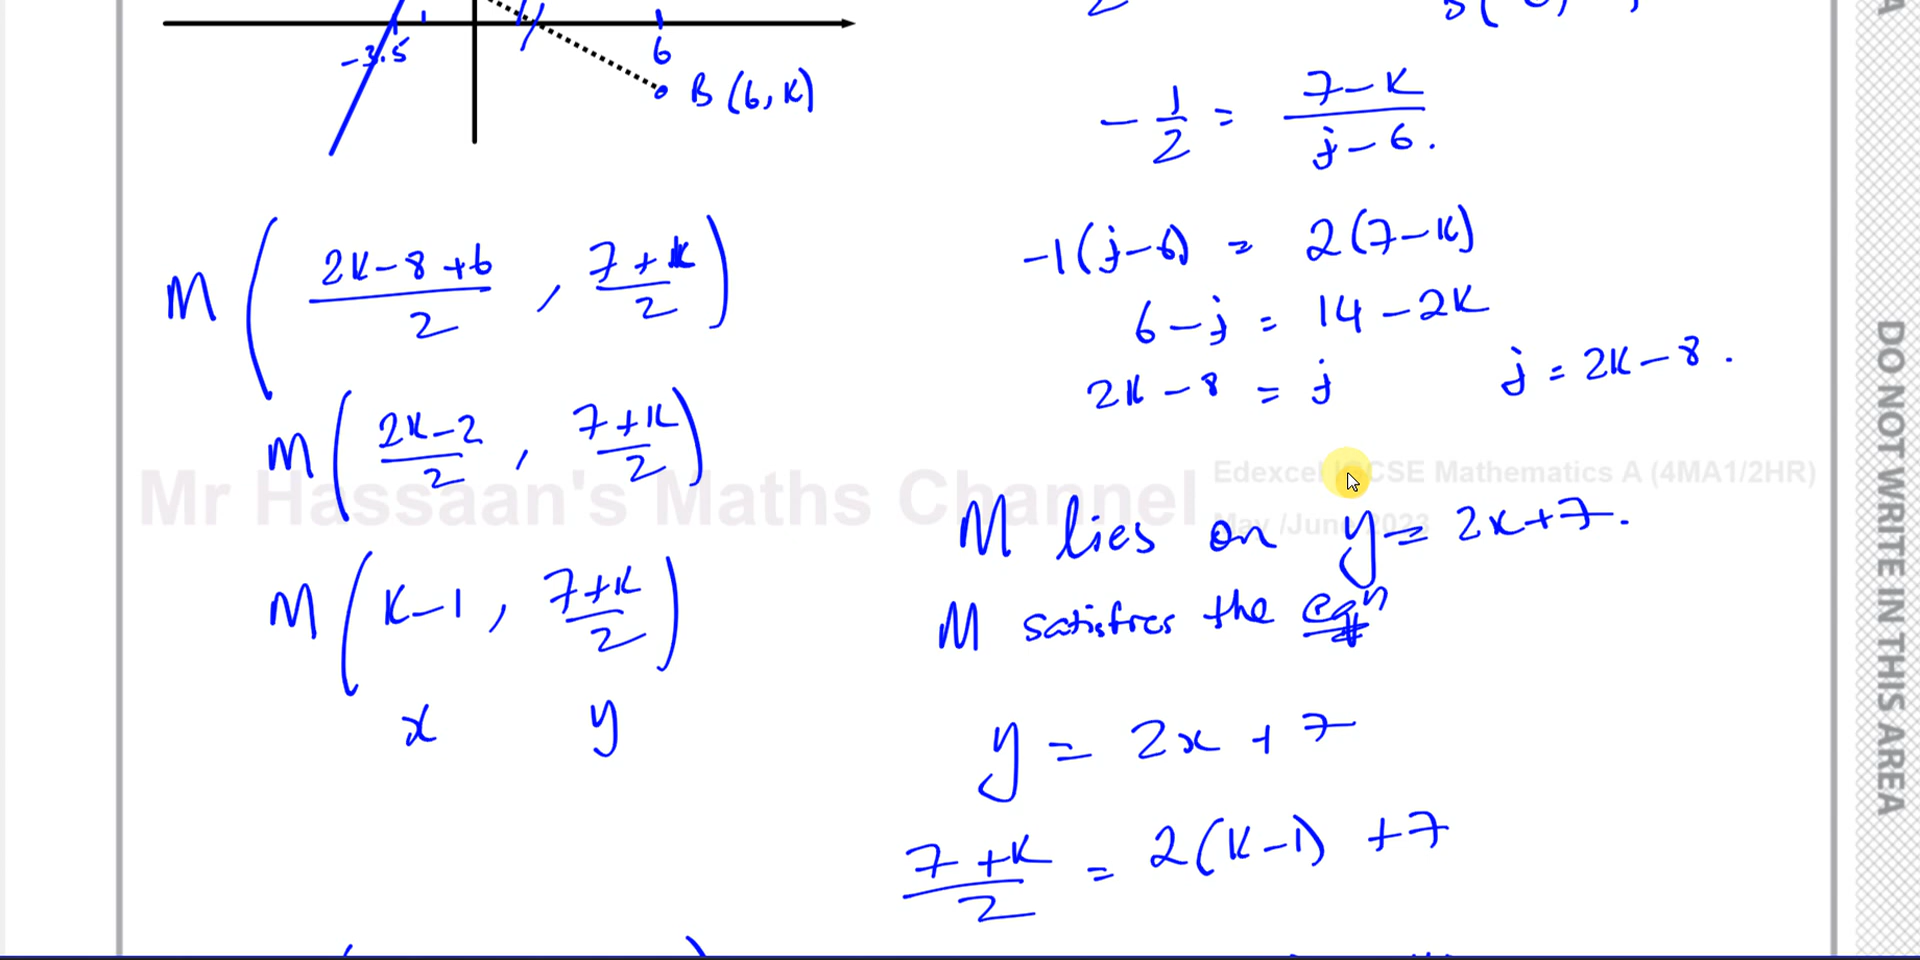 -3.5
6
B (6, K)
- 1/2 = (7-K)/(j-6).
M ( (2K-8+6)/2 , (7+K)/2 )
-1(j-6) = 2(7-K)
6-j = 14-2K
2K-8 = j
j = 2K-8.
M ( (2K-2)/2 , (7+K)/2 )
Mr Hassaan's Maths Channel
Edexcel IGCSE Mathematics A (4MA1/2HR)
May /June 2023
M lies on y = 2x+7.
M ( K-1 , (7+K)/2 )
x y
M satisfies the eqn
y = 2x + 7
(7+K)/2 = 2(K-1) +7
DO NOT WRITE IN THIS AREA